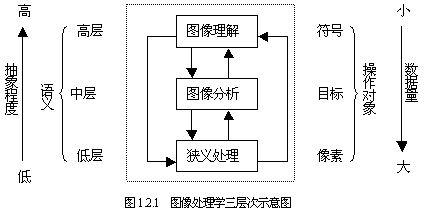 高
小
高层
图像理解
符号
抽象程度
语义
中层
图像分析
目标
操作对象
数据量
低层
狭义处理
像素
低
大
图 1.2.1 图像处理学三层次示意图